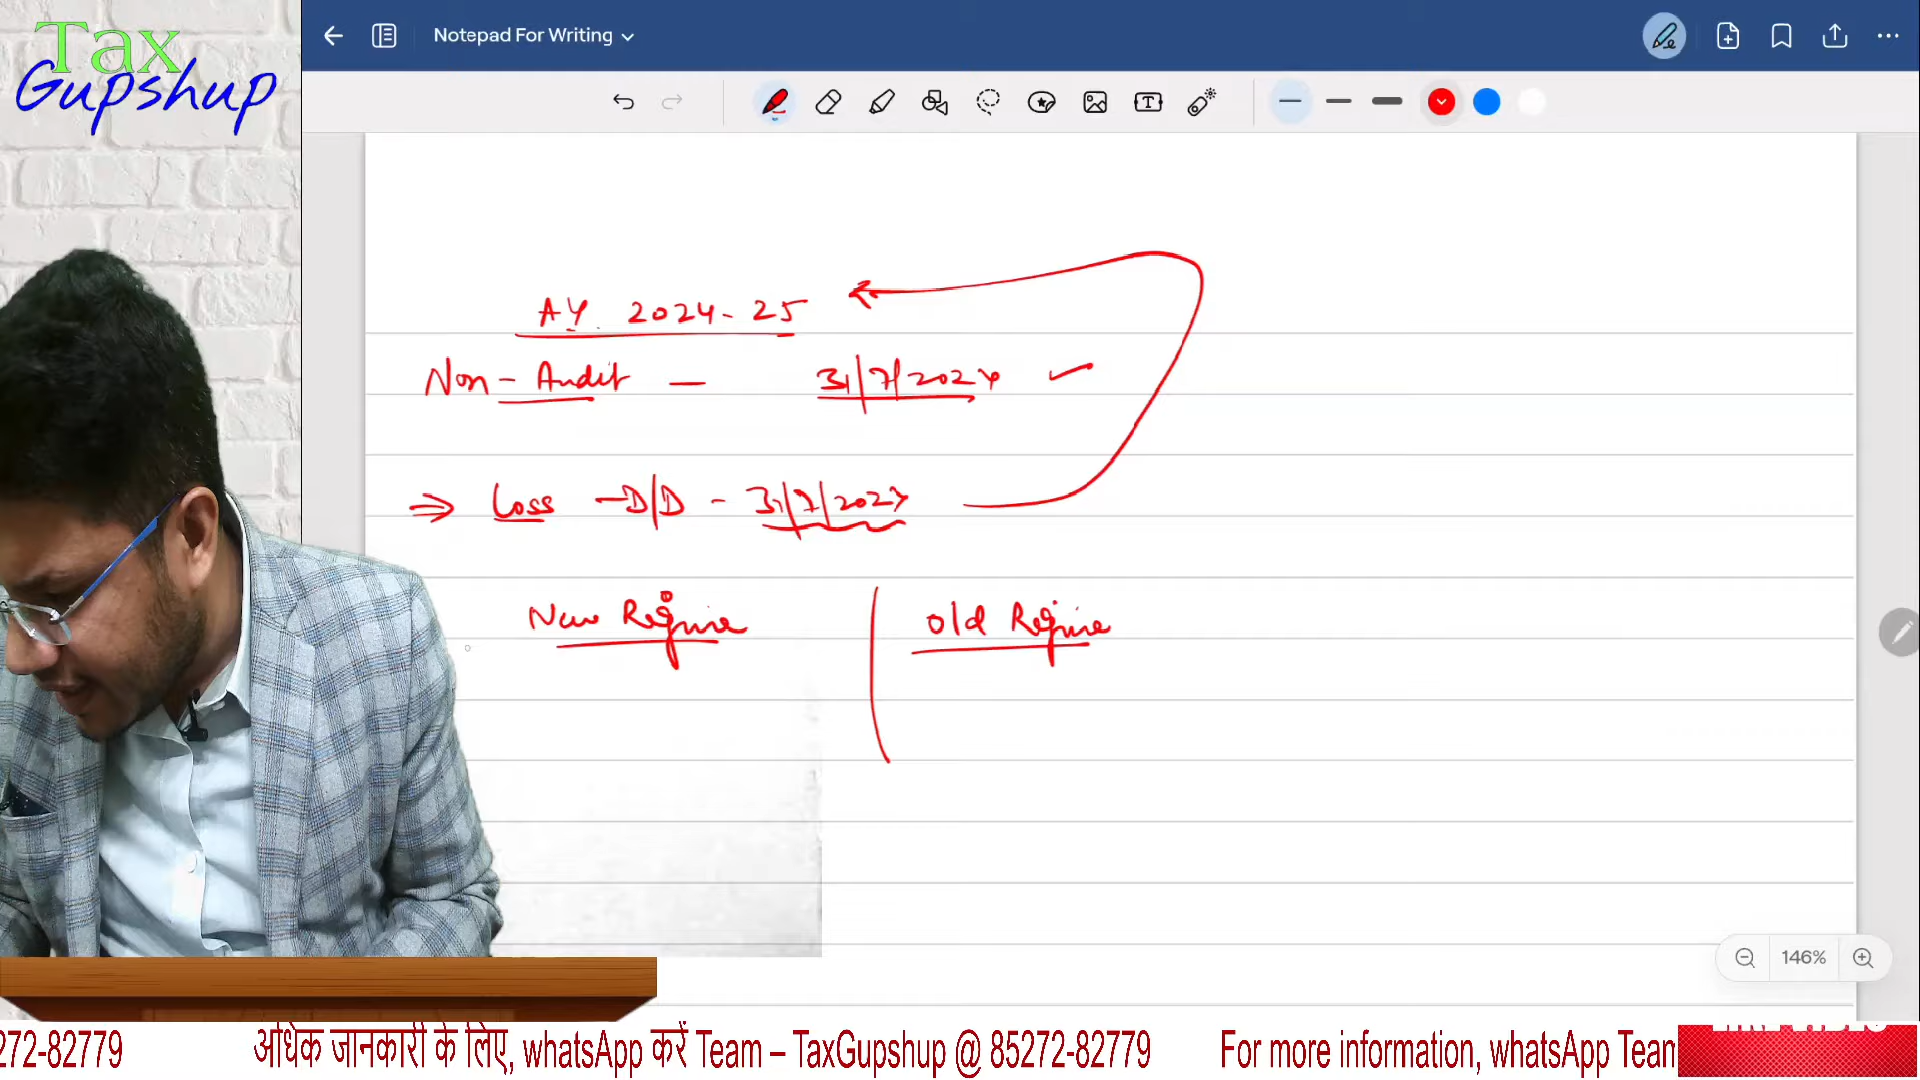 Tax
Gupshup
Notepad For Writing
AY. 2024-25
Non-Audit — 31/7/2024 ✓
⇒ Loss — D/D - 31/7/2024
New Regime | Old Regime
146%
272-82779 अधिक जानकारी के लिए, whatsApp करें Team – TaxGupshup @ 85272-82779 For more information, whatsApp Team